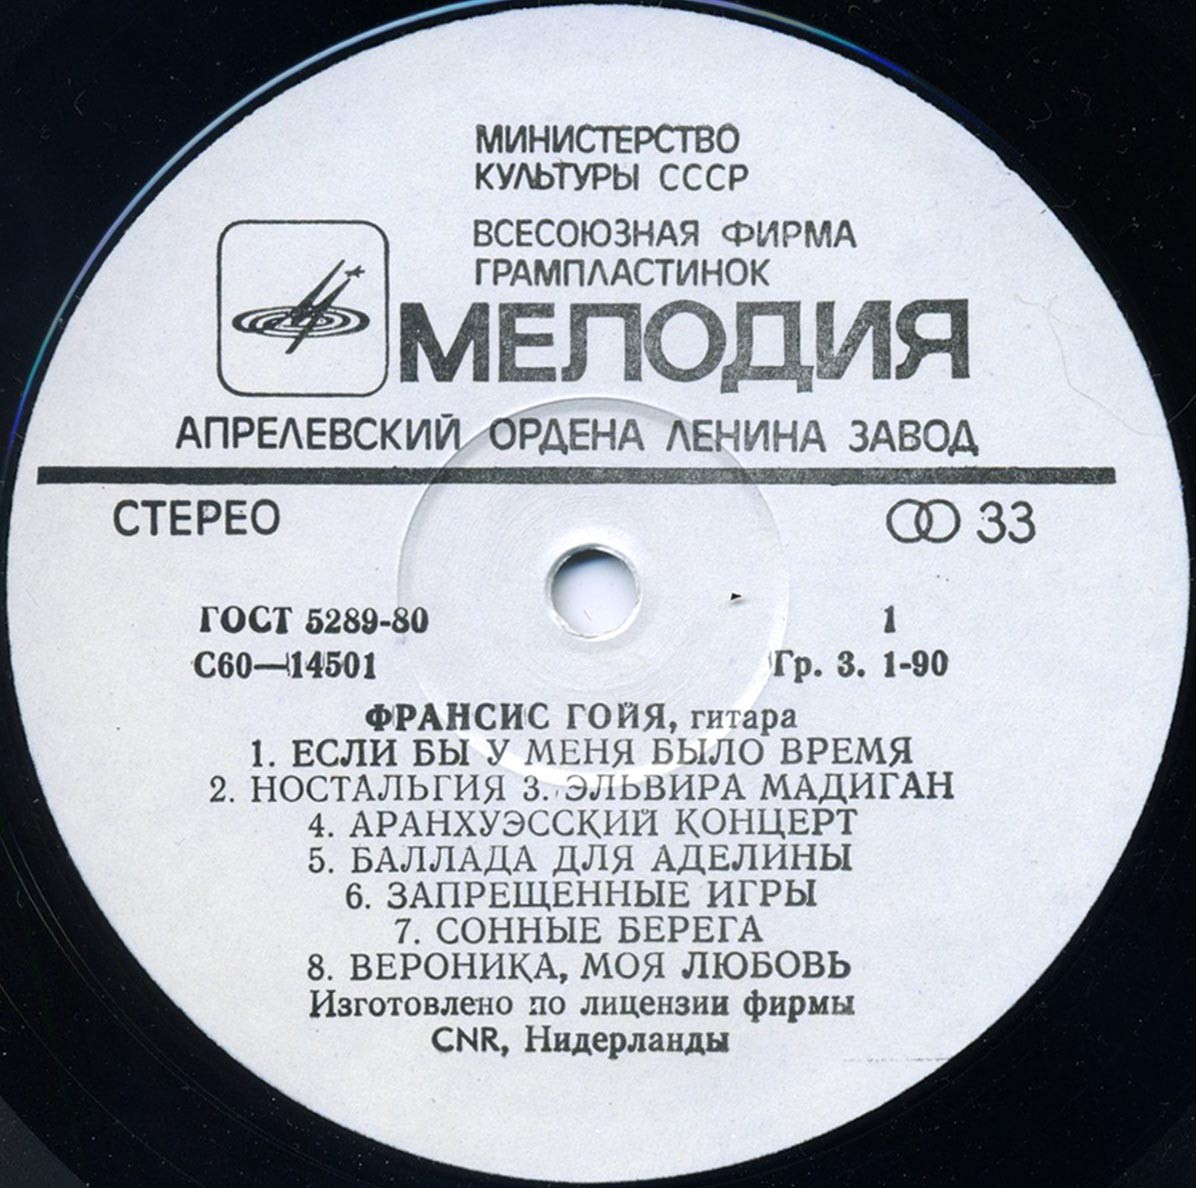 МИНИСТЕРСТВО
КУЛЬТУРЫ СССР
ВСЕСОЮЗНАЯ ФИРМА
ГРАМПЛАСТИНОК
МЕЛОДИЯ
АПРЕЛЕВСКИЙ ОРДЕНА ЛЕНИНА ЗАВОД
СТЕРЕО 33
ГОСТ 5289-80 1
С60—14501 Гр. 3. 1-90
ФРАНСИС ГОЙЯ, гитара
1. ЕСЛИ БЫ У МЕНЯ БЫЛО ВРЕМЯ
2. НОСТАЛЬГИЯ 3. ЭЛЬВИРА МАДИГАН
4. АРАНХУЭССКИЙ КОНЦЕРТ
5. БАЛЛАДА ДЛЯ АДЕЛИНЫ
6. ЗАПРЕЩЕННЫЕ ИГРЫ
7. СОННЫЕ БЕРЕГА
8. ВЕРОНИКА, МОЯ ЛЮБОВЬ
Изготовлено по лицензии фирмы
CNR, Нидерланды